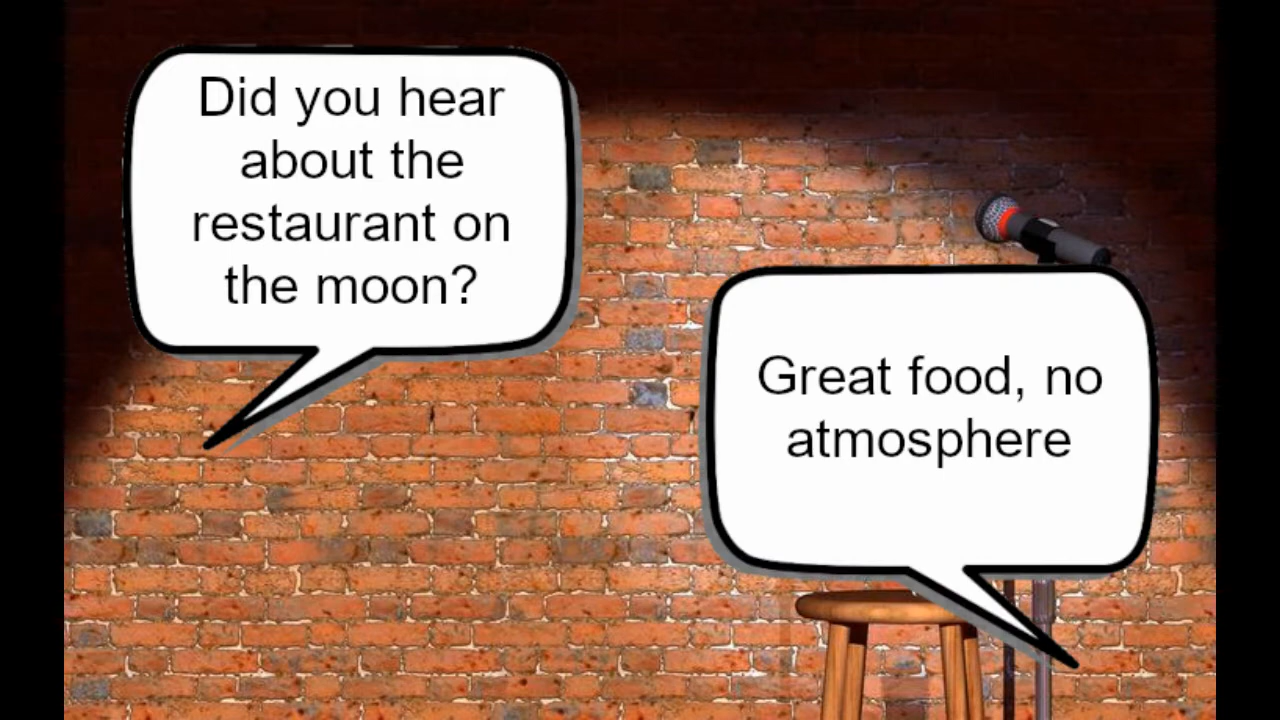 Did you hear
about the
restaurant on
the moon?
Great food, no
atmosphere